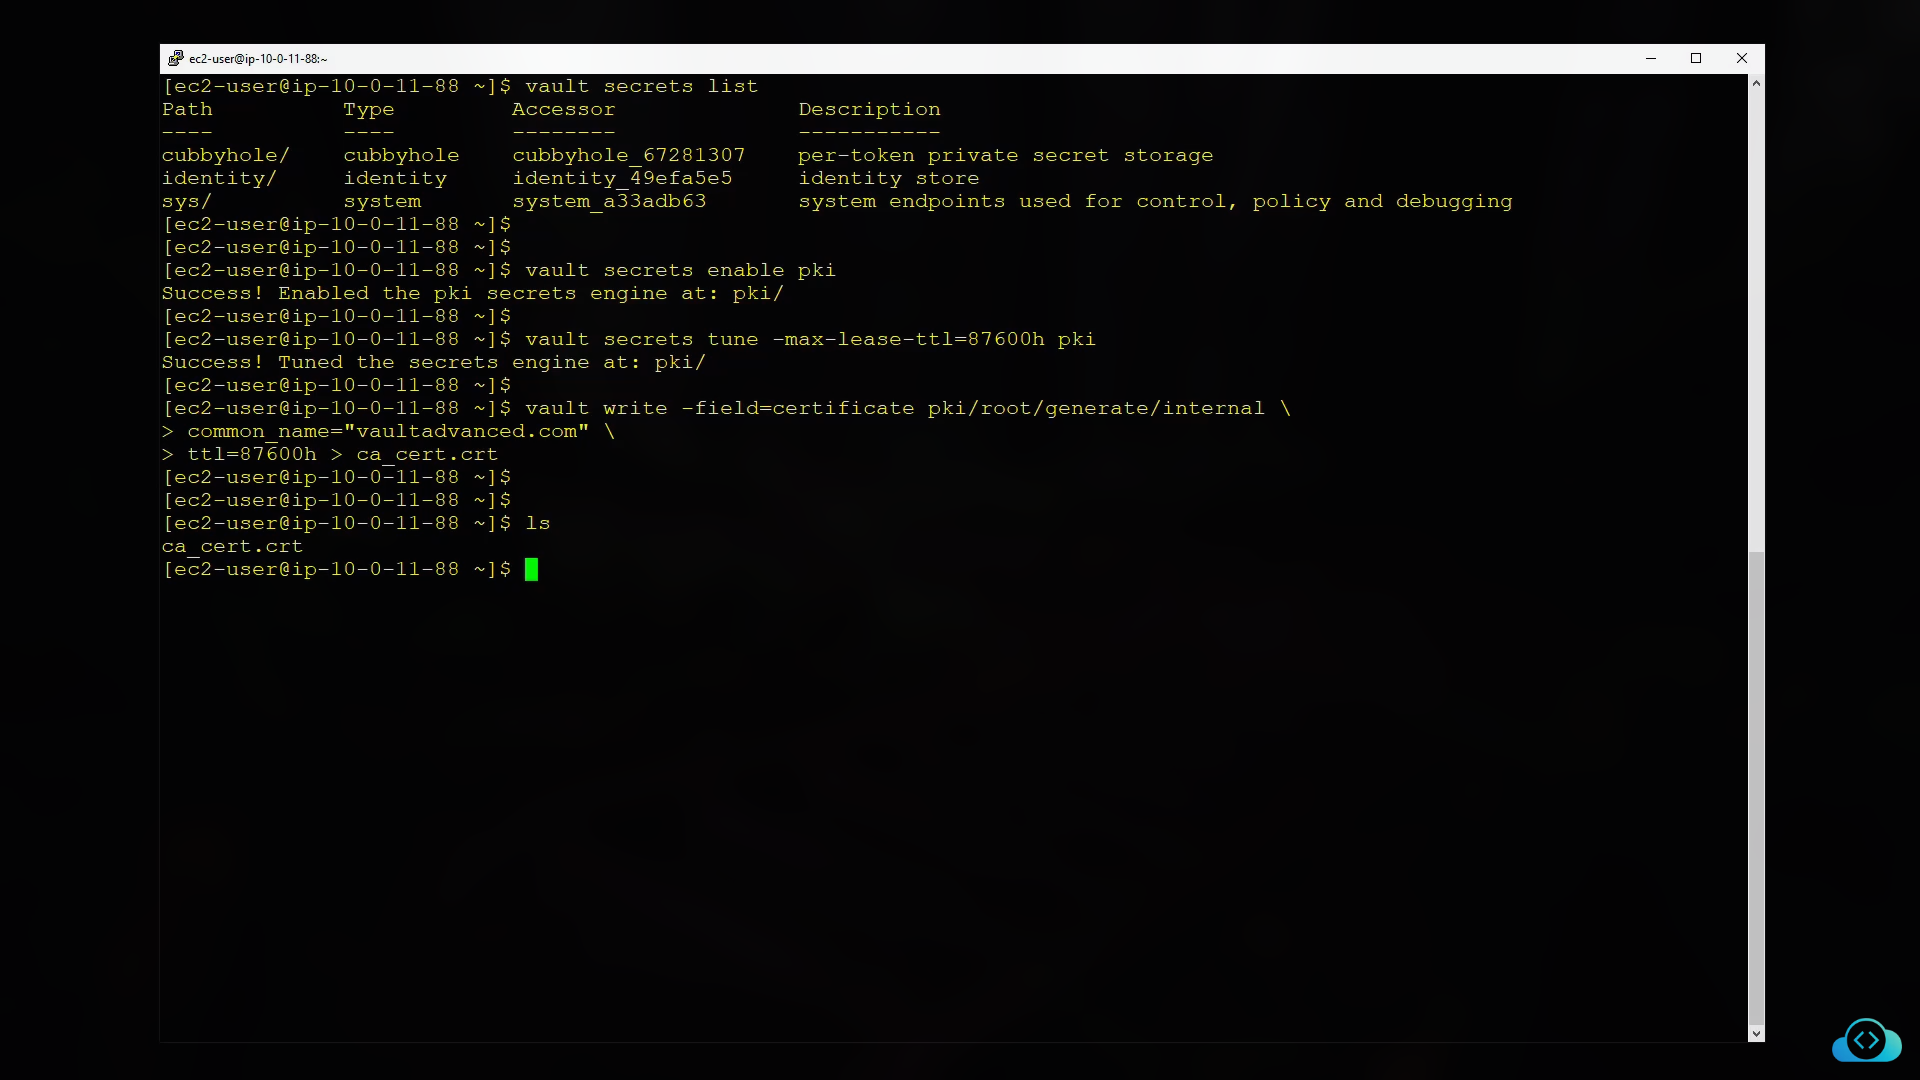 ec2-user@ip-10-0-11-88:~
[ec2-user@ip-10-0-11-88 ~]$ vault secrets list
Path          Type         Accessor              Description
----          ----         --------              -----------
cubbyhole/    cubbyhole    cubbyhole_67281307    per-token private secret storage
identity/     identity     identity_49efa5e5     identity store
sys/          system       system_a33adb63       system endpoints used for control, policy and debugging
[ec2-user@ip-10-0-11-88 ~]$
[ec2-user@ip-10-0-11-88 ~]$
[ec2-user@ip-10-0-11-88 ~]$ vault secrets enable pki
Success! Enabled the pki secrets engine at: pki/
[ec2-user@ip-10-0-11-88 ~]$
[ec2-user@ip-10-0-11-88 ~]$ vault secrets tune -max-lease-ttl=87600h pki
Success! Tuned the secrets engine at: pki/
[ec2-user@ip-10-0-11-88 ~]$
[ec2-user@ip-10-0-11-88 ~]$ vault write -field=certificate pki/root/generate/internal \
> common_name="vaultadvanced.com" \
> ttl=87600h > ca_cert.crt
[ec2-user@ip-10-0-11-88 ~]$
[ec2-user@ip-10-0-11-88 ~]$
[ec2-user@ip-10-0-11-88 ~]$ ls
ca_cert.crt
[ec2-user@ip-10-0-11-88 ~]$